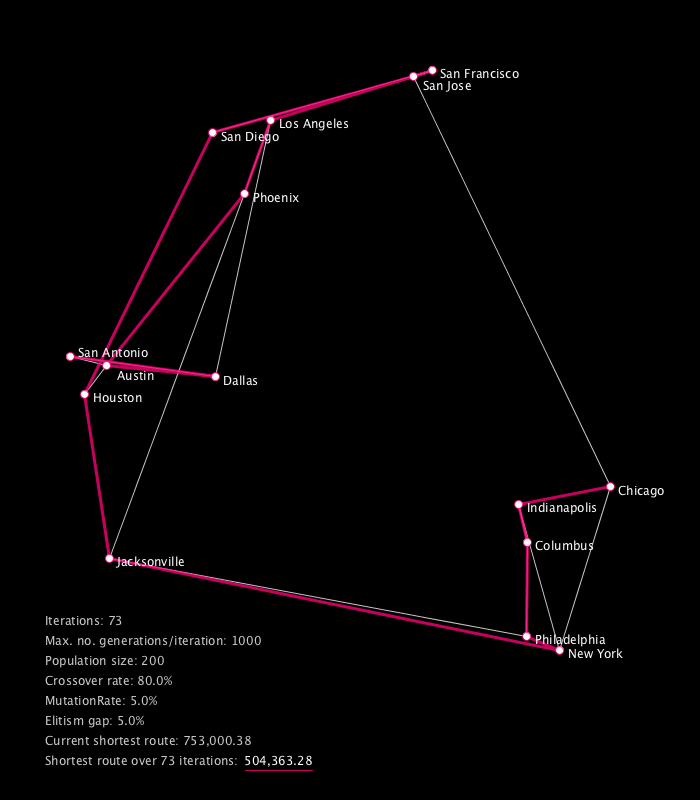 San Francisco
San Jose
Los Angeles
San Diego
Phoenix
San Antonio
Austin
Dallas
Houston
Chicago
Indianapolis
Columbus
Jacksonville
Philadelphia
New York
Iterations: 73
Max. no. generations/iteration: 1000
Population size: 200
Crossover rate: 80.0%
MutationRate: 5.0%
Elitism gap: 5.0%
Current shortest route: 753,000.38
Shortest route over 73 iterations: 504,363.28